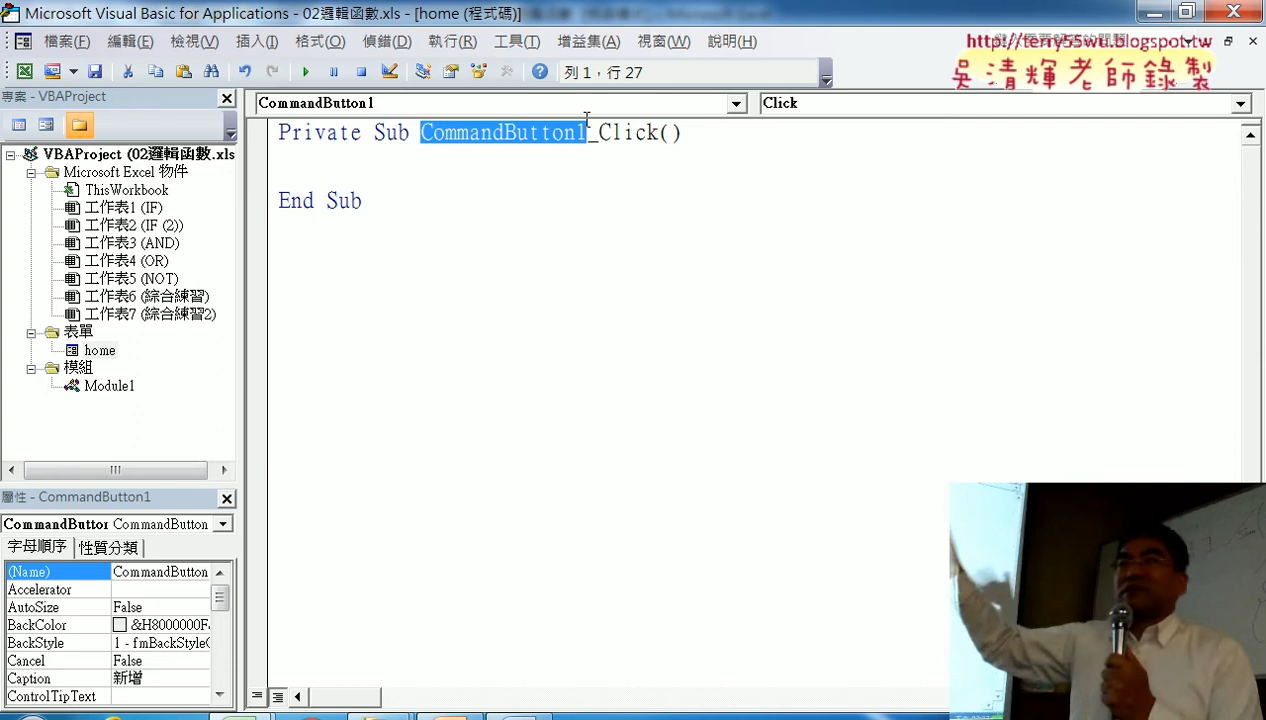 Microsoft Visual Basic for Applications - 02邏輯函數.xls - [home (程式碼)]
檔案(F) 編輯(E) 檢視(V) 插入(I) 格式(O) 偵錯(D) 執行(R) 工具(T) 增益集(A) 視窗(W) 說明(H)
http://terry55wu.blogspot.tw
吳清輝老師錄製
列 1，行 27
專案 - VBAProject
CommandButton1
Click
VBAProject (02邏輯函數.xls
Microsoft Excel 物件
ThisWorkbook
工作表1 (IF)
工作表2 (IF (2))
工作表3 (AND)
工作表4 (OR)
工作表5 (NOT)
工作表6 (綜合練習)
工作表7 (綜合練習2)
表單
home
模組
Module1
Private Sub CommandButton1_Click()
End Sub
屬性 - CommandButton1
CommandButtor CommandButton
字母順序 性質分類
(Name) CommandButton
Accelerator
AutoSize False
BackColor &H8000000F
BackStyle 1 - fmBackStyle
Cancel False
Caption 新增
ControlTipText